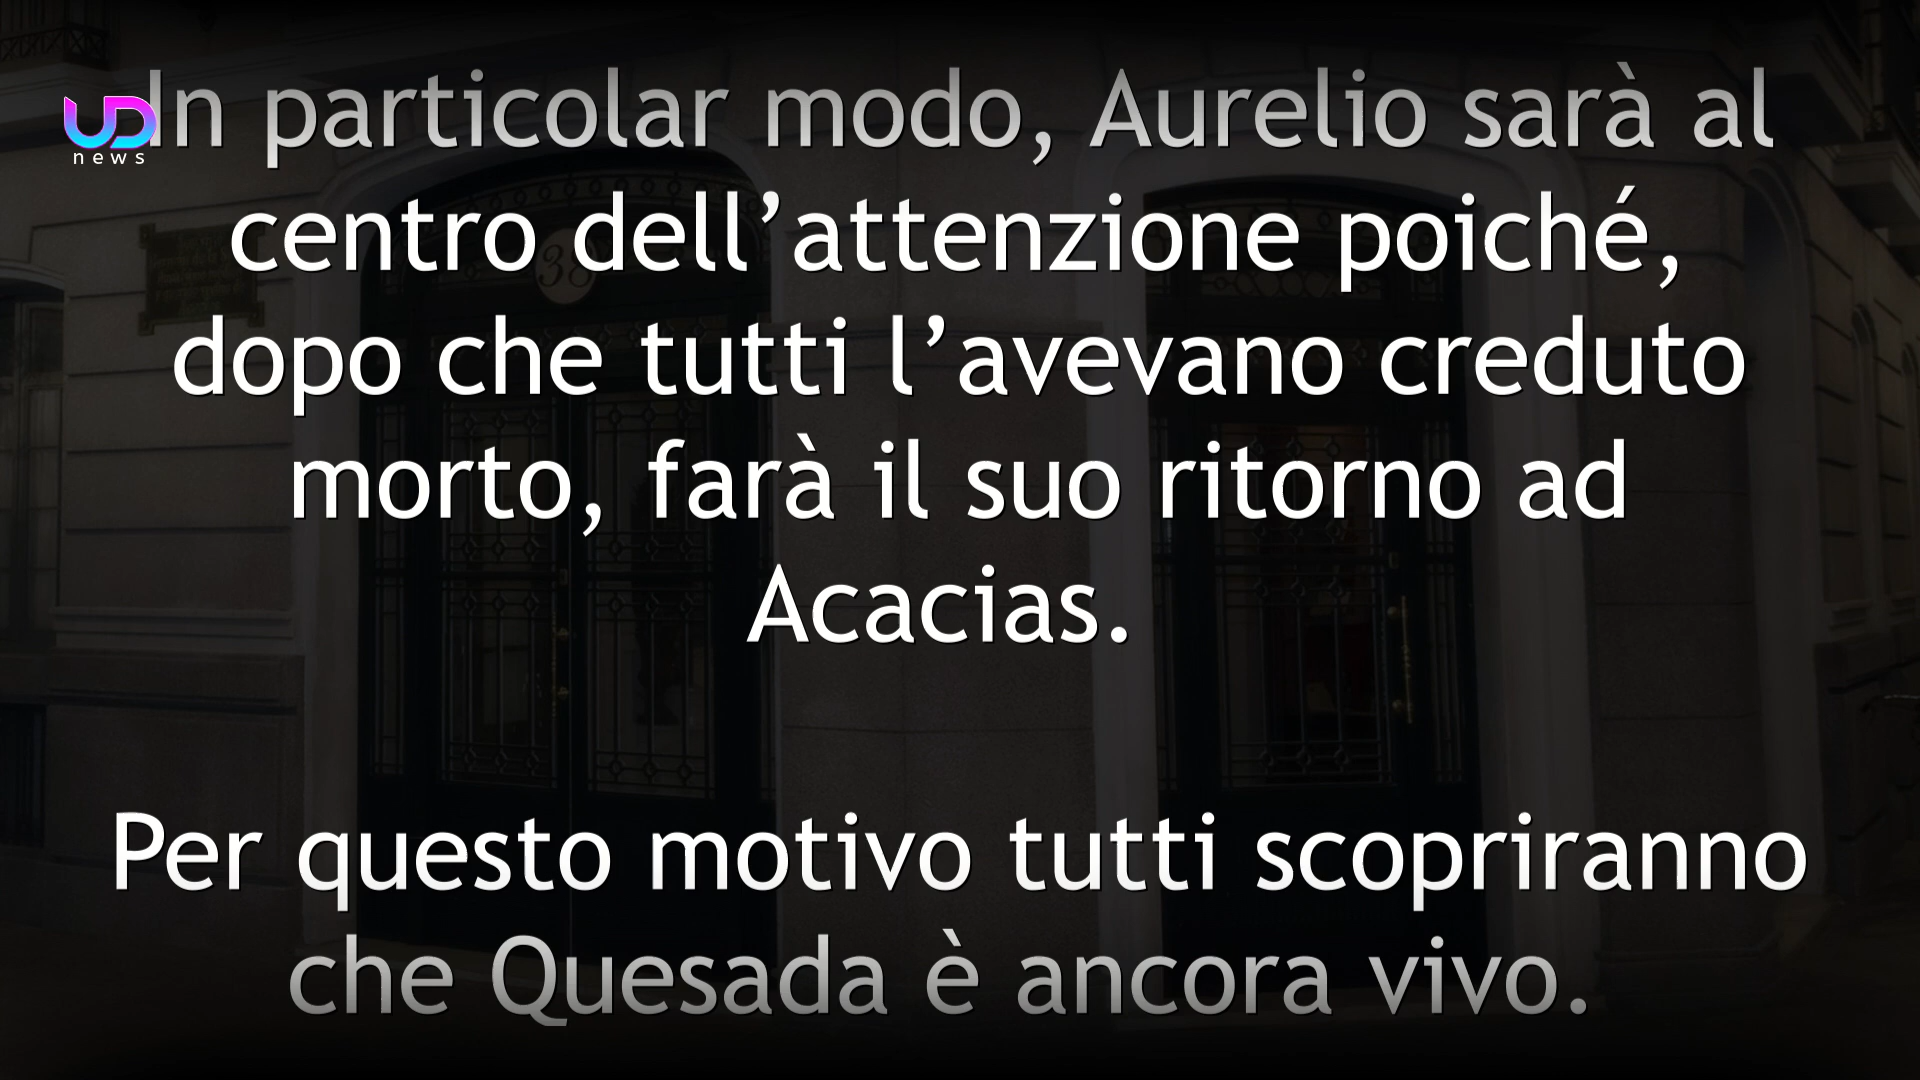 UD
news
In particolar modo, Aurelio sarà al
centro dell’attenzione poiché,
dopo che tutti l’avevano creduto
morto, farà il suo ritorno ad
Acacias.
Per questo motivo tutti scopriranno
che Quesada è ancora vivo.
38